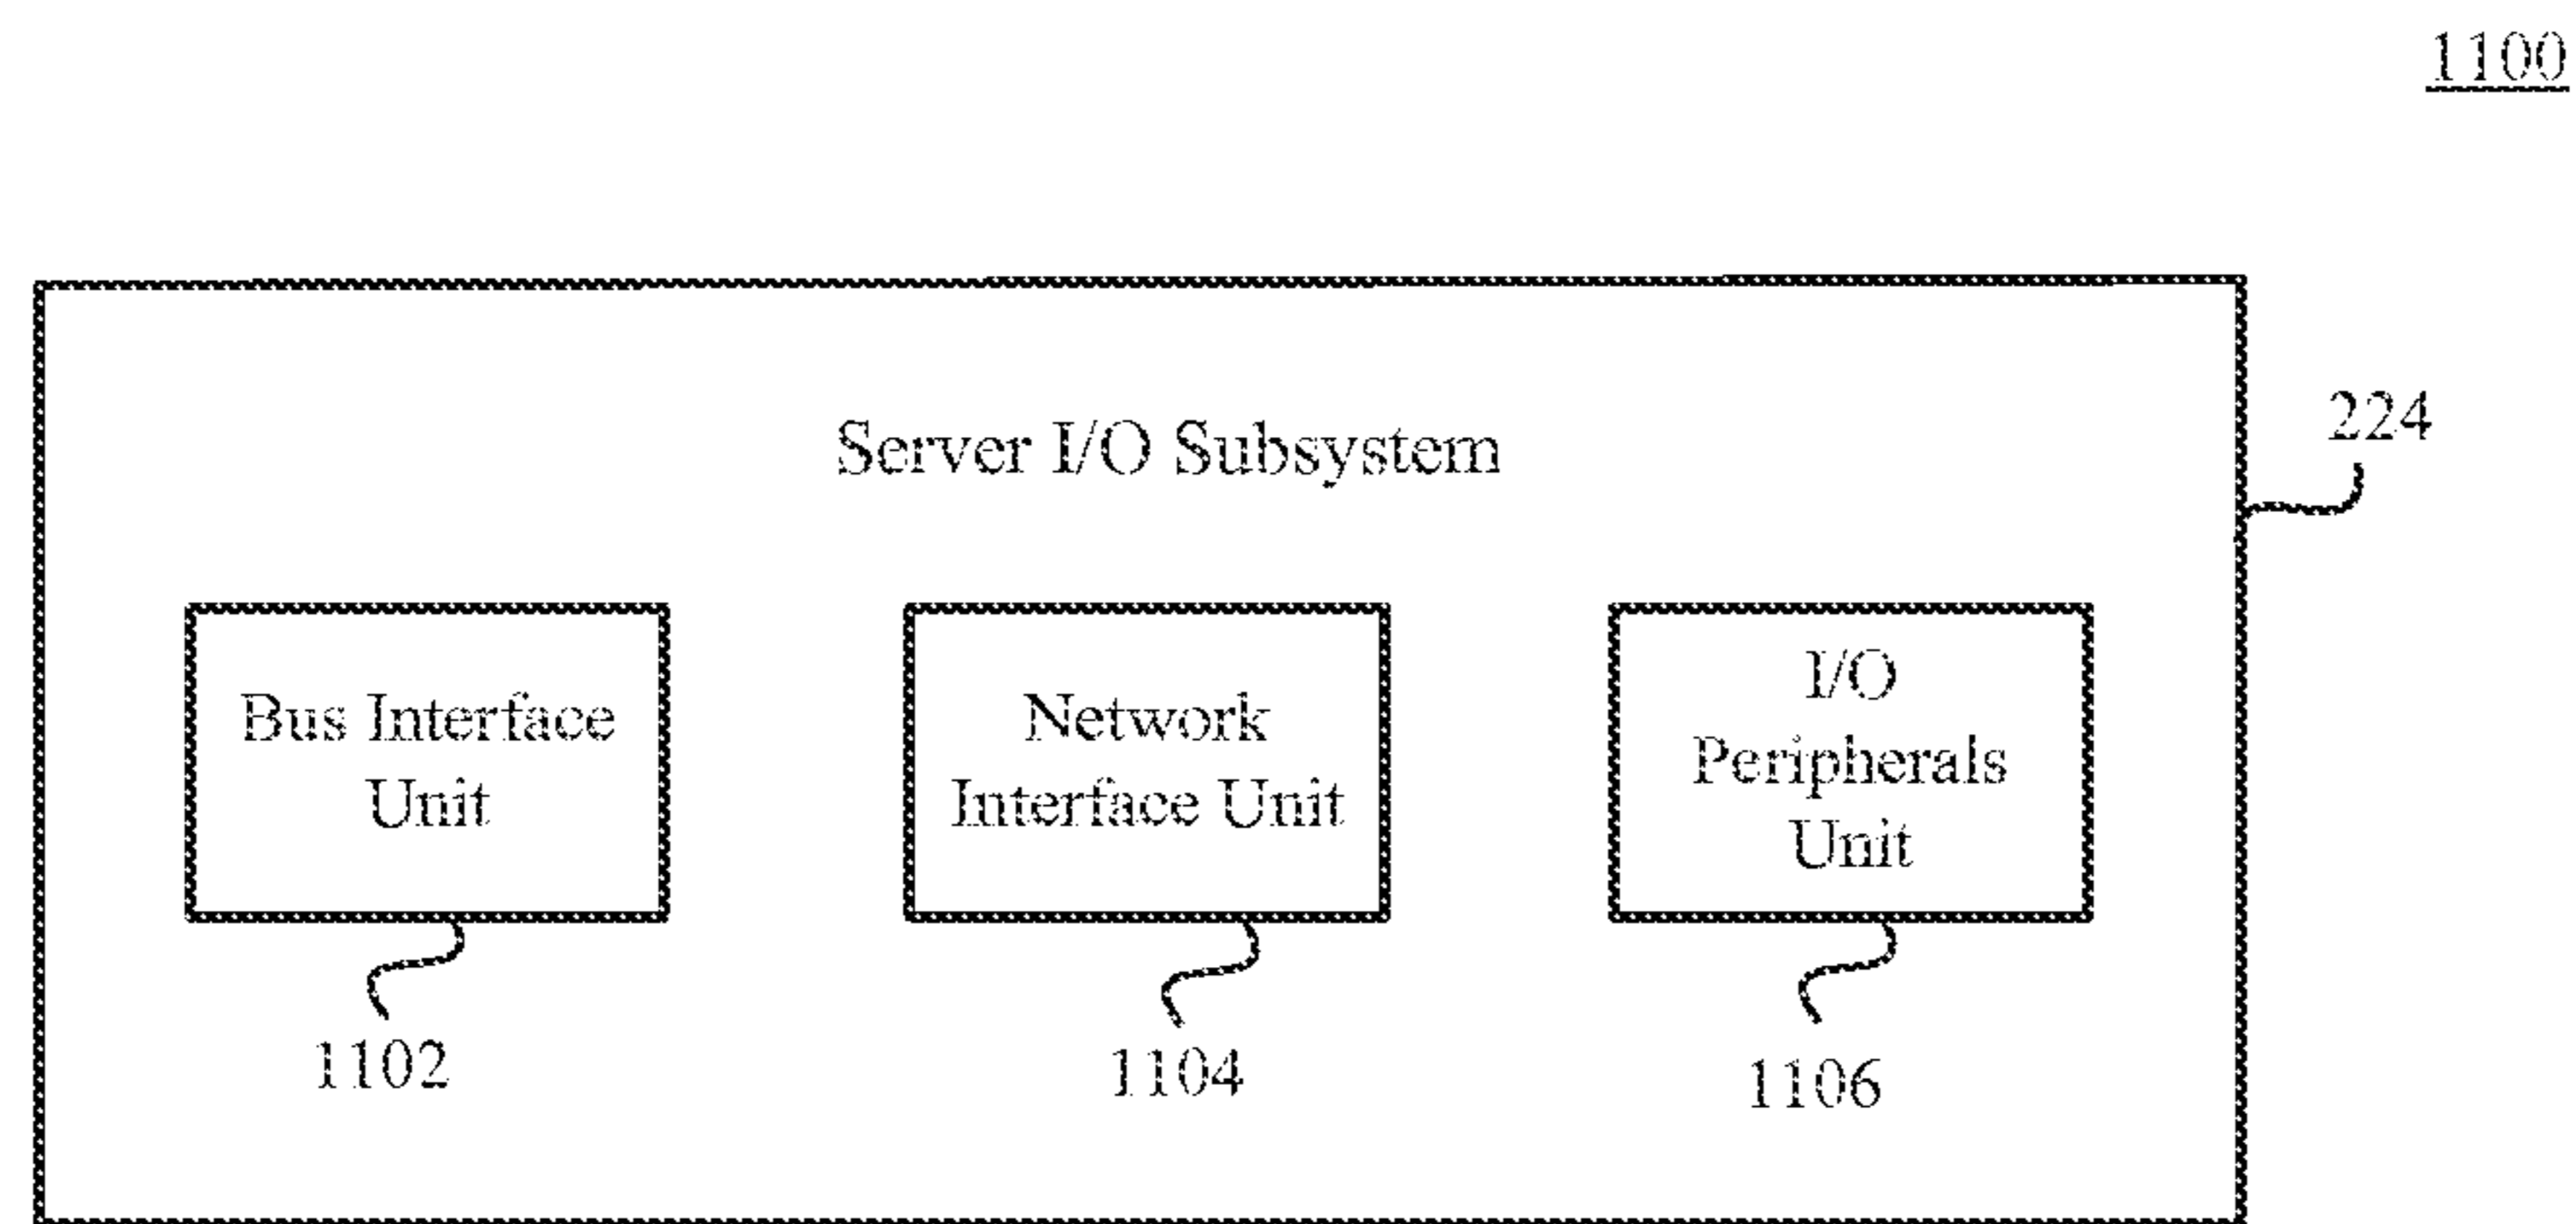 1100
Server I/O Subsystem
224
Bus Interface
Unit
Network
Interface Unit
I/O
Peripherals
Unit
1102
1104
1106